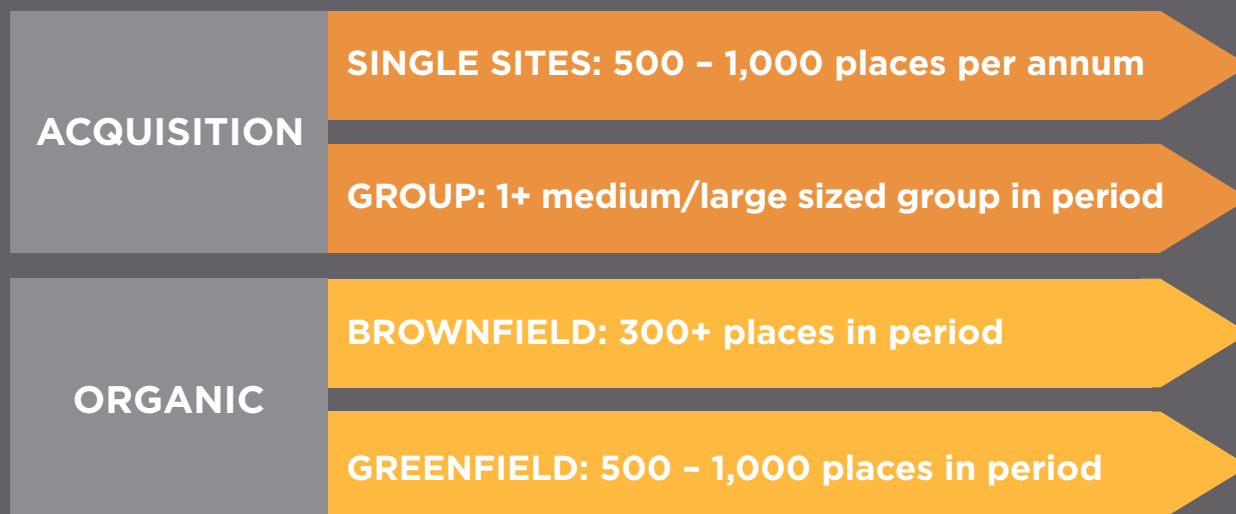 ACQUISITION
SINGLE SITES: 500 – 1,000 places per annum
GROUP: 1+ medium/large sized group in period
ORGANIC
BROWNFIELD: 300+ places in period
GREENFIELD: 500 – 1,000 places in period